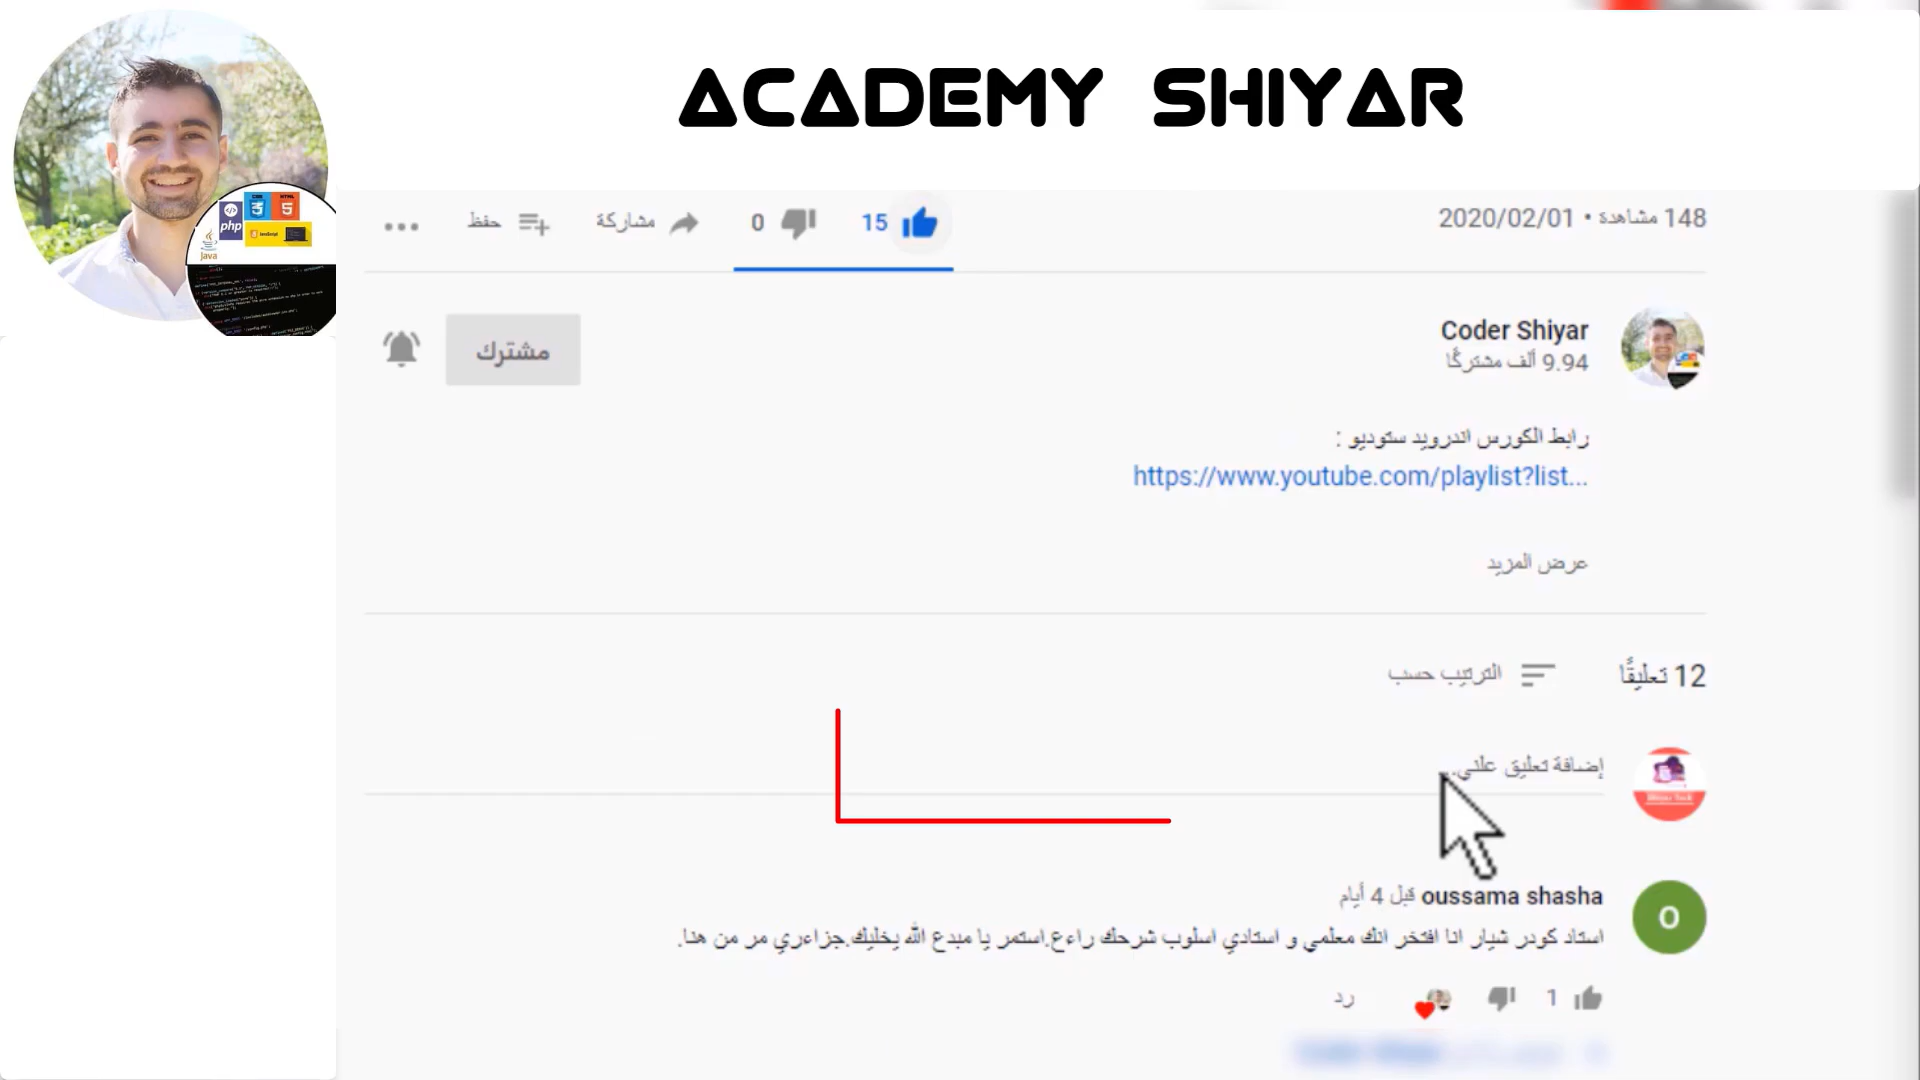 ACADEMY SHIYAR
148 مشاهدة • 2020/02/01
15
0
مشاركة
حفظ
Coder Shiyar
9.94 ألف مشتركًا
مشترك
رابط الكورس اندرويد ستوديو :
https://www.youtube.com/playlist?list...
عرض المزيد
12 تعليقًا
الترتيب حسب
إضافة تعليق علني...
oussama shasha قبل 4 أيام
استاد كودر شيار انا افتخر انك معلمي و استادي اسلوب شرحك راءع.استمر يا مبدع الله يخليك.جزاءري مر من هنا.
O
1
رد
php
Java